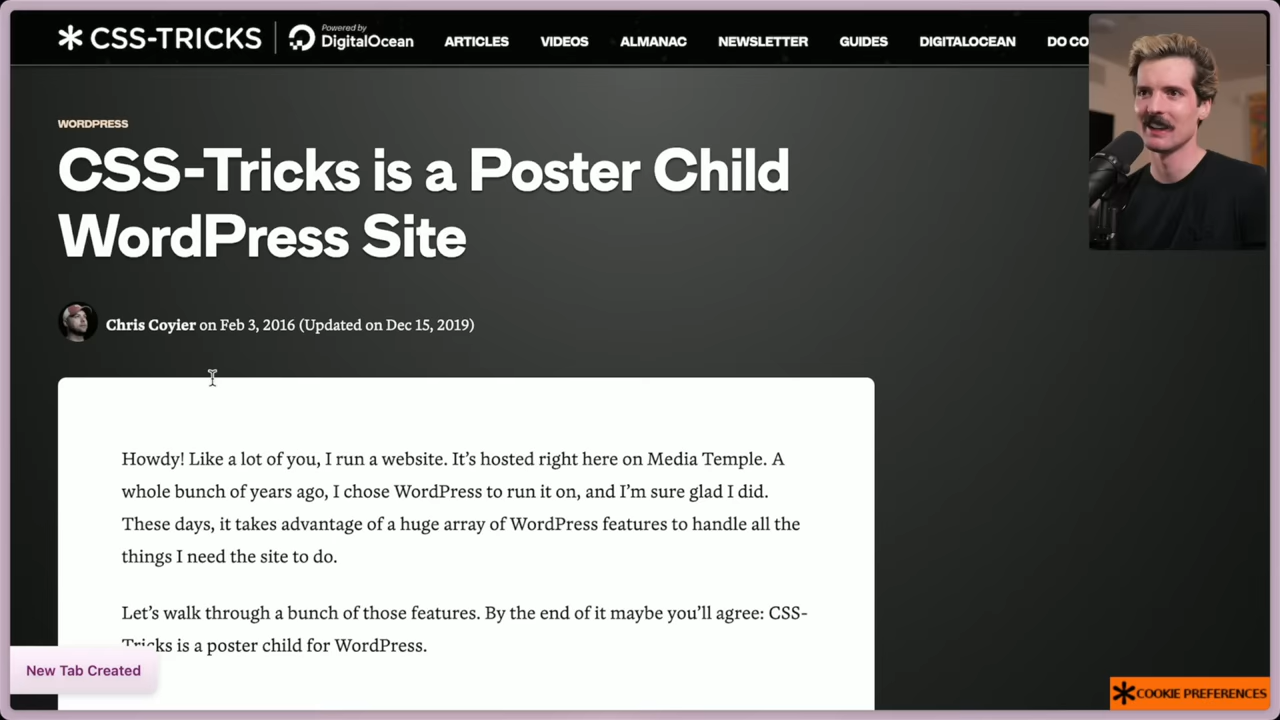 CSS-TRICKS
Powered by
DigitalOcean
ARTICLES
VIDEOS
ALMANAC
NEWSLETTER
GUIDES
DIGITALOCEAN
DO CO
WORDPRESS
CSS-Tricks is a Poster Child
WordPress Site
Chris Coyier on Feb 3, 2016 (Updated on Dec 15, 2019)
Howdy! Like a lot of you, I run a website. It’s hosted right here on Media Temple. A
whole bunch of years ago, I chose WordPress to run it on, and I’m sure glad I did.
These days, it takes advantage of a huge array of WordPress features to handle all the
things I need the site to do.
Let’s walk through a bunch of those features. By the end of it maybe you’ll agree: CSS-
Tricks is a poster child for WordPress.
New Tab Created
COOKIE PREFERENCES